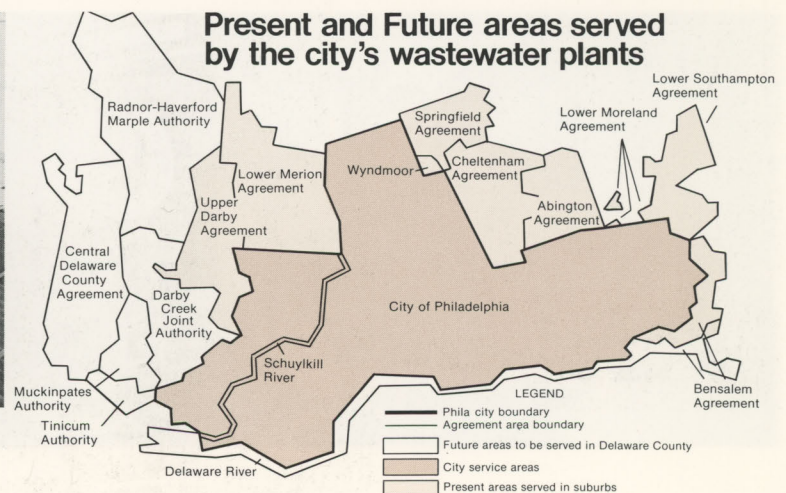 Present and Future areas served
by the city's wastewater plants
Lower Southampton
Agreement
Radnor-Haverford
Marple Authority
Springfield
Agreement
Lower Moreland
Agreement
Wyndmoor
Cheltenham
Agreement
Lower Merion
Agreement
Upper
Darby
Agreement
Abington
Agreement
Central
Delaware
County
Agreement
Darby
Creek
Joint
Authority
City of Philadelphia
Schuylkill
River
Muckinpates
Authority
Tinicum
Authority
Bensalem
Agreement
Delaware River
LEGEND
Phila city boundary
Agreement area boundary
Future areas to be served in Delaware County
City service areas
Present areas served in suburbs